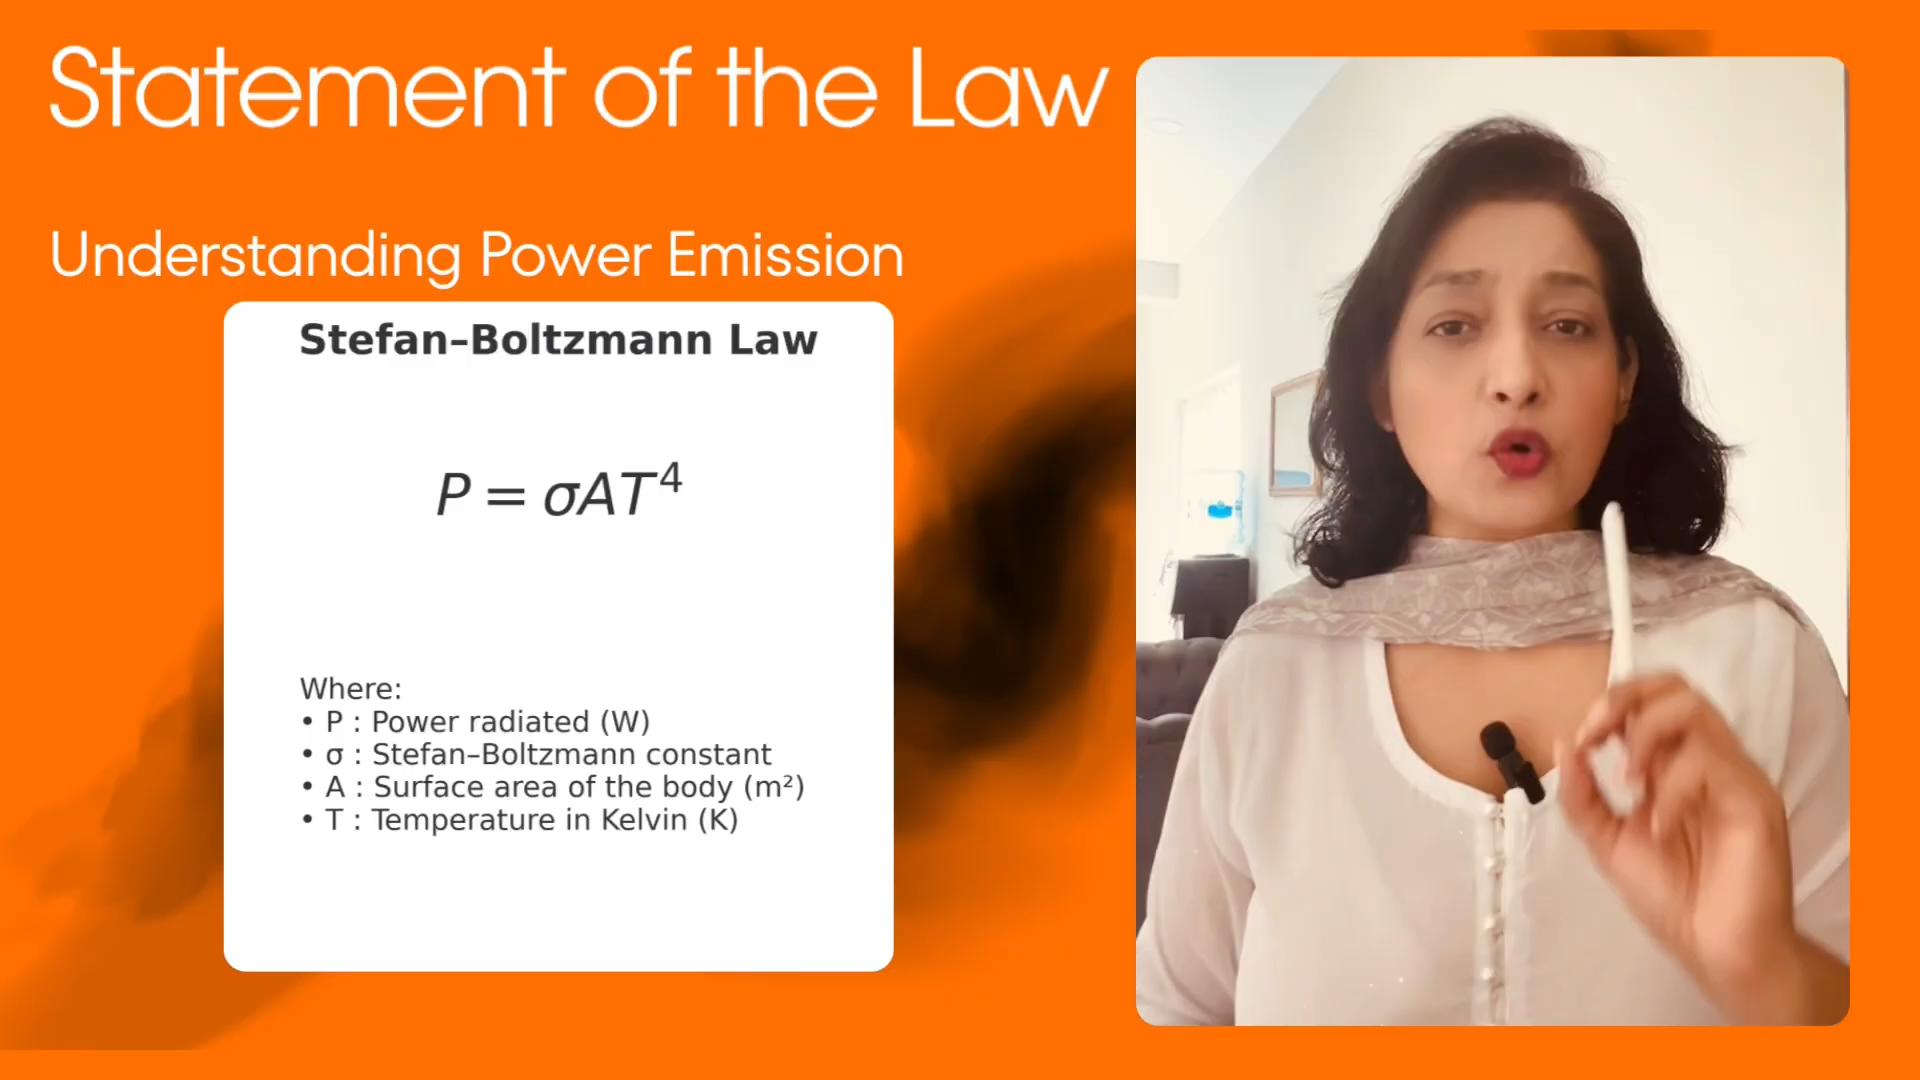 Statement of the Law
Understanding Power Emission
Stefan–Boltzmann Law
P = σAT⁴
Where:
• P : Power radiated (W)
• σ : Stefan–Boltzmann constant
• A : Surface area of the body (m²)
• T : Temperature in Kelvin (K)